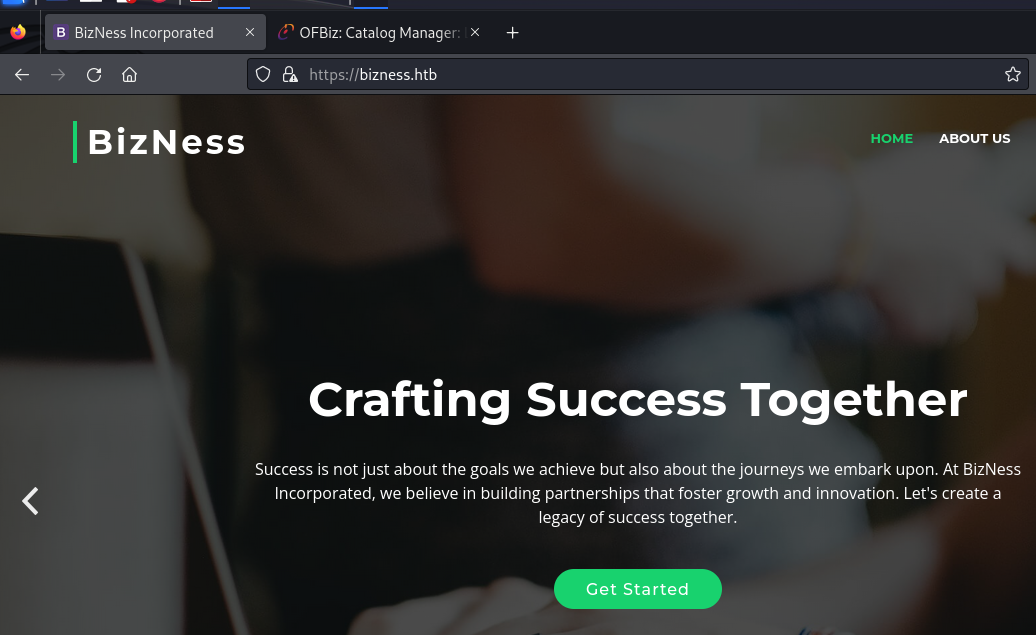 BizNess Incorporated
OFBiz: Catalog Manager:
https://bizness.htb
BizNess
HOME
ABOUT US
Crafting Success Together
Success is not just about the goals we achieve but also about the journeys we embark upon. At BizNess
Incorporated, we believe in building partnerships that foster growth and innovation. Let's create a
legacy of success together.
Get Started